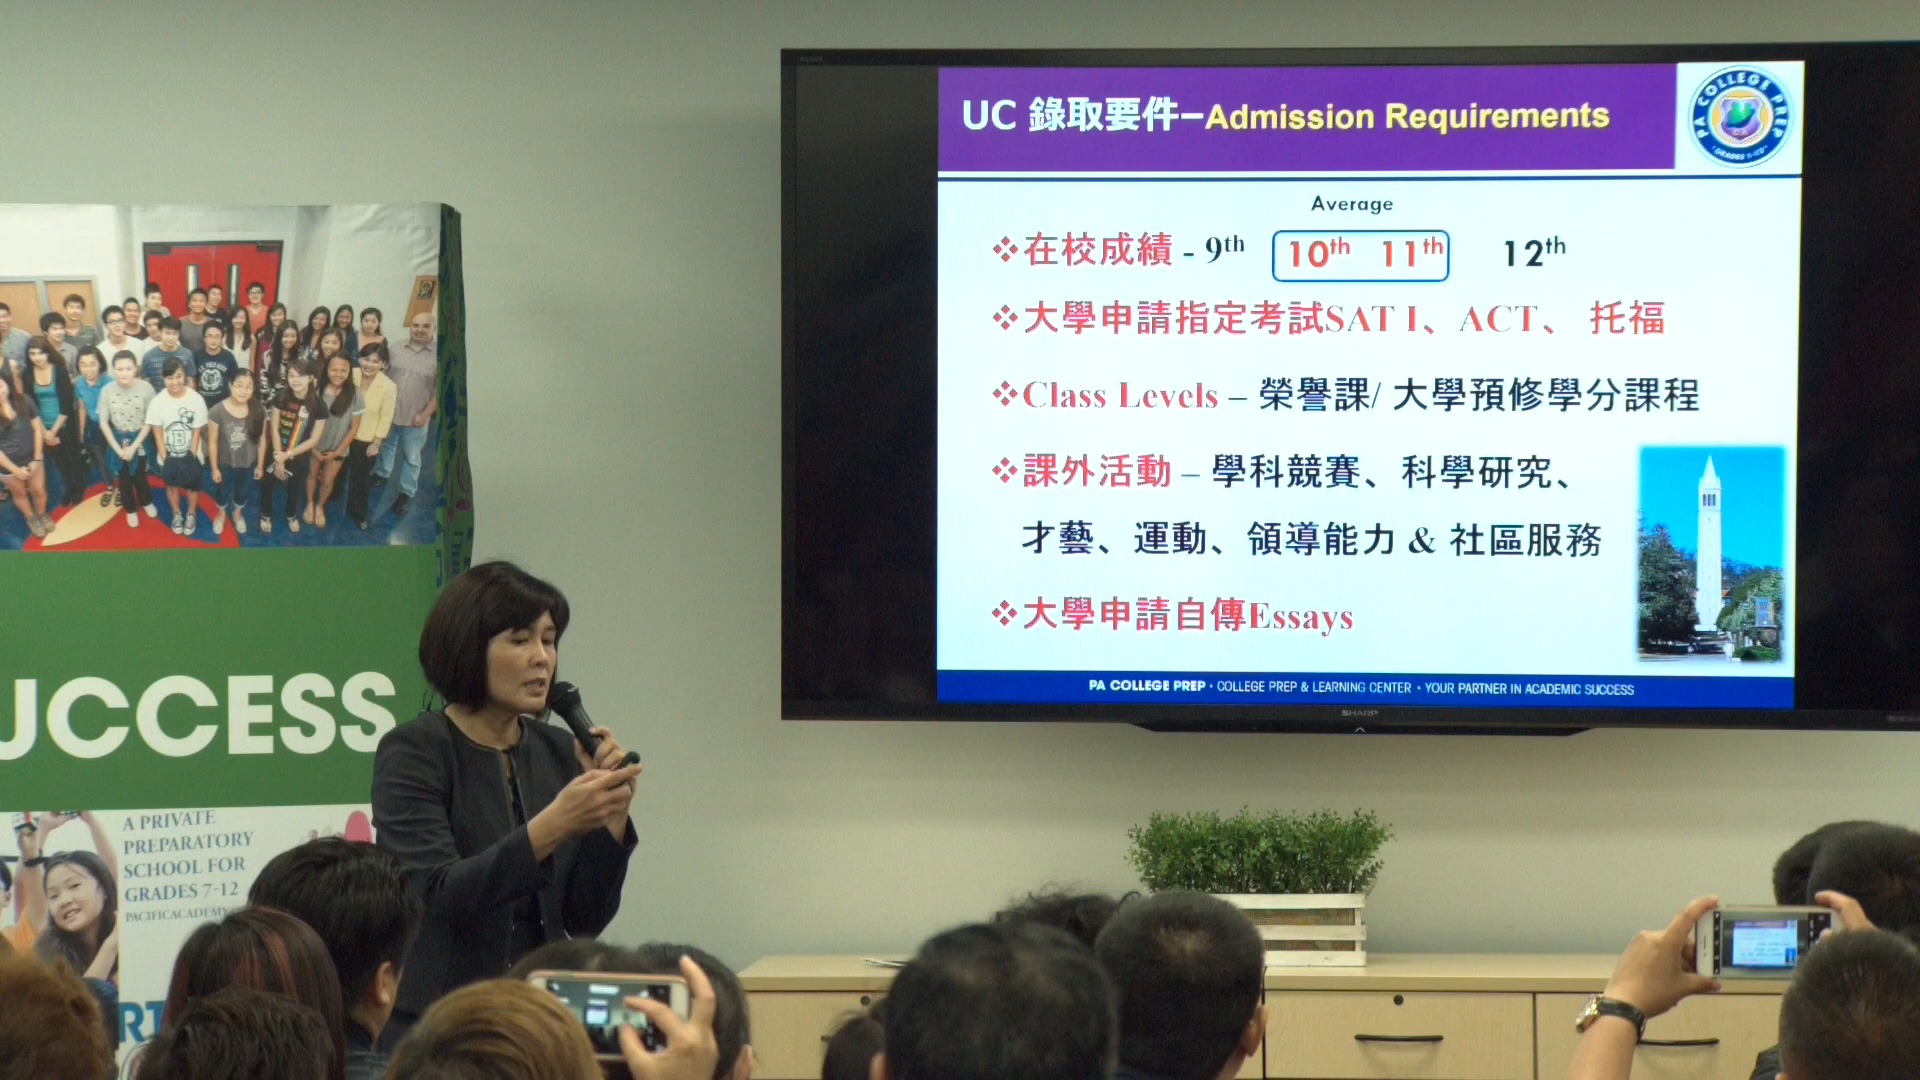 UC 錄取要件–Admission Requirements
PA COLLEGE PREP
Average
❖在校成績 - 9th 10th 11th 12th
❖大學申請指定考試SAT I、ACT、 托福
❖Class Levels – 榮譽課/ 大學預修學分課程
❖課外活動 – 學科競賽、科學研究、
才藝、運動、領導能力 & 社區服務
❖大學申請自傳Essays
PA COLLEGE PREP • COLLEGE PREP & LEARNING CENTER • YOUR PARTNER IN ACADEMIC SUCCESS
SHARP
UCCESS
A PRIVATE
PREPARATORY
SCHOOL FOR
GRADES 7-12
PACIFICACADEMY